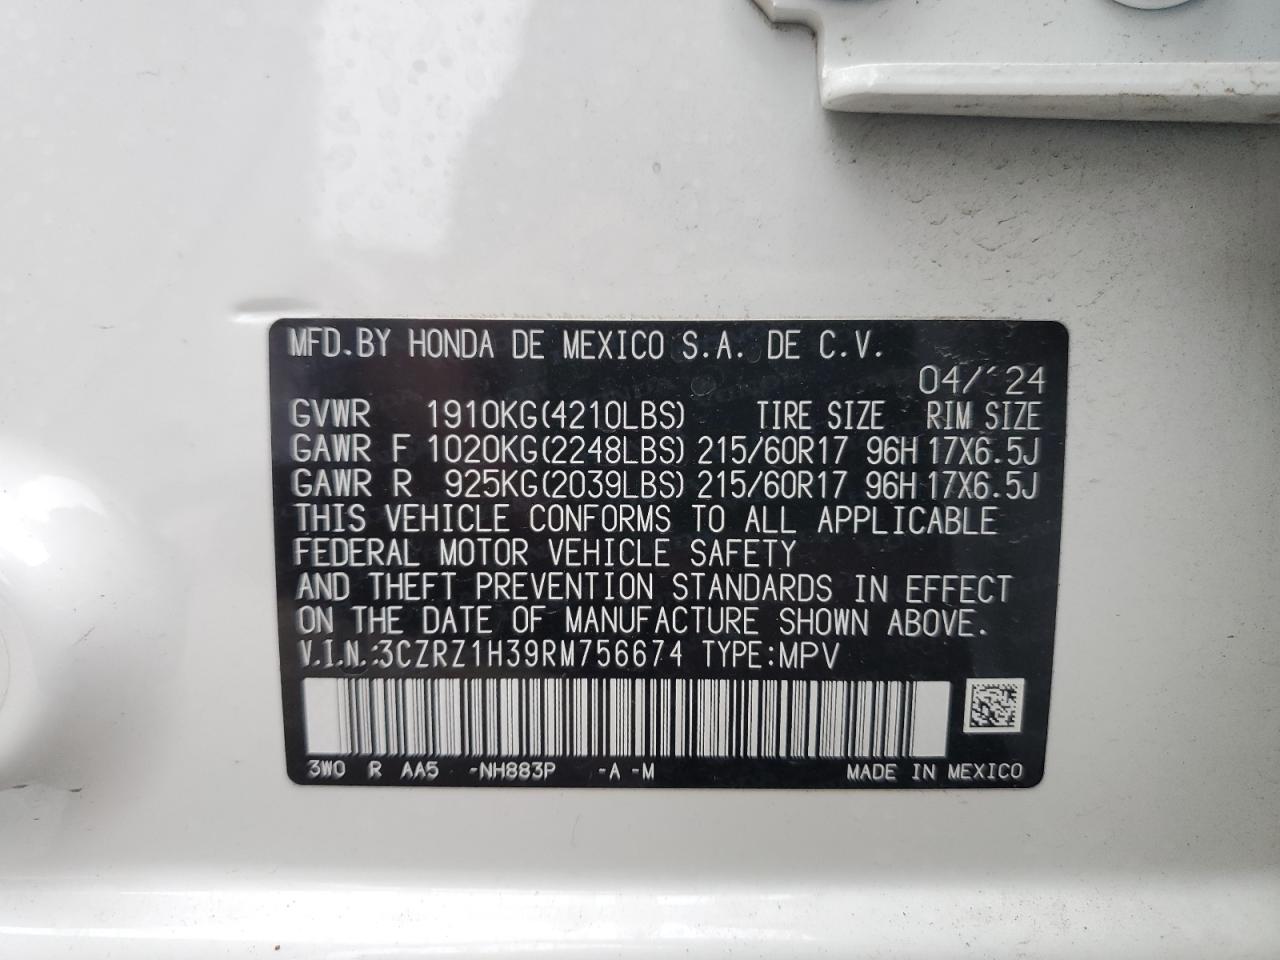 MFD.BY HONDA DE MEXICO S.A. DE C.V.
04/ 24
GVWR 1910KG(4210LBS) TIRE SIZE RIM SIZE
GAWR F 1020KG(2248LBS) 215/60R17 96H 17X6.5J
GAWR R 925KG(2039LBS) 215/60R17 96H 17X6.5J
THIS VEHICLE CONFORMS TO ALL APPLICABLE
FEDERAL MOTOR VEHICLE SAFETY
AND THEFT PREVENTION STANDARDS IN EFFECT
ON THE DATE OF MANUFACTURE SHOWN ABOVE.
V.I.N.:3CZRZ1H39RM756674 TYPE:MPV
3W0 R AA5 -NH883P -A -M MADE IN MEXICO